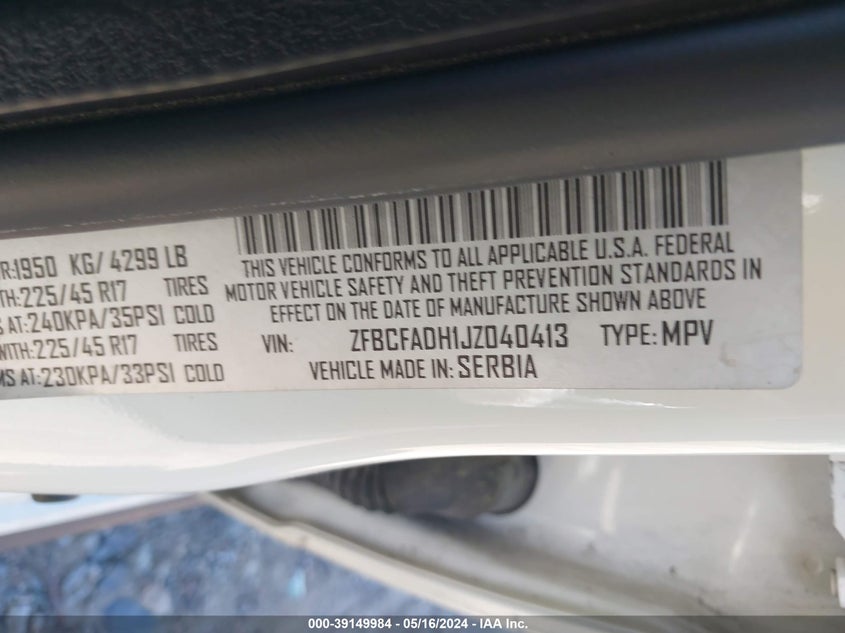 R:1950 KG/ 4299 LB
TH:225/45 R17 TIRES
S AT:240KPA/35PSI COLD
WITH:225/45 R17 TIRES
MS AT:230KPA/33PSI COLD
THIS VEHICLE CONFORMS TO ALL APPLICABLE U.S.A. FEDERAL
MOTOR VEHICLE SAFETY AND THEFT PREVENTION STANDARDS IN
EFFECT ON THE DATE OF MANUFACTURE SHOWN ABOVE
VIN: ZFBCFADH1JZ040413 TYPE: MPV
VEHICLE MADE IN: SERBIA
000-39149984 - 05/16/2024 - IAA Inc.